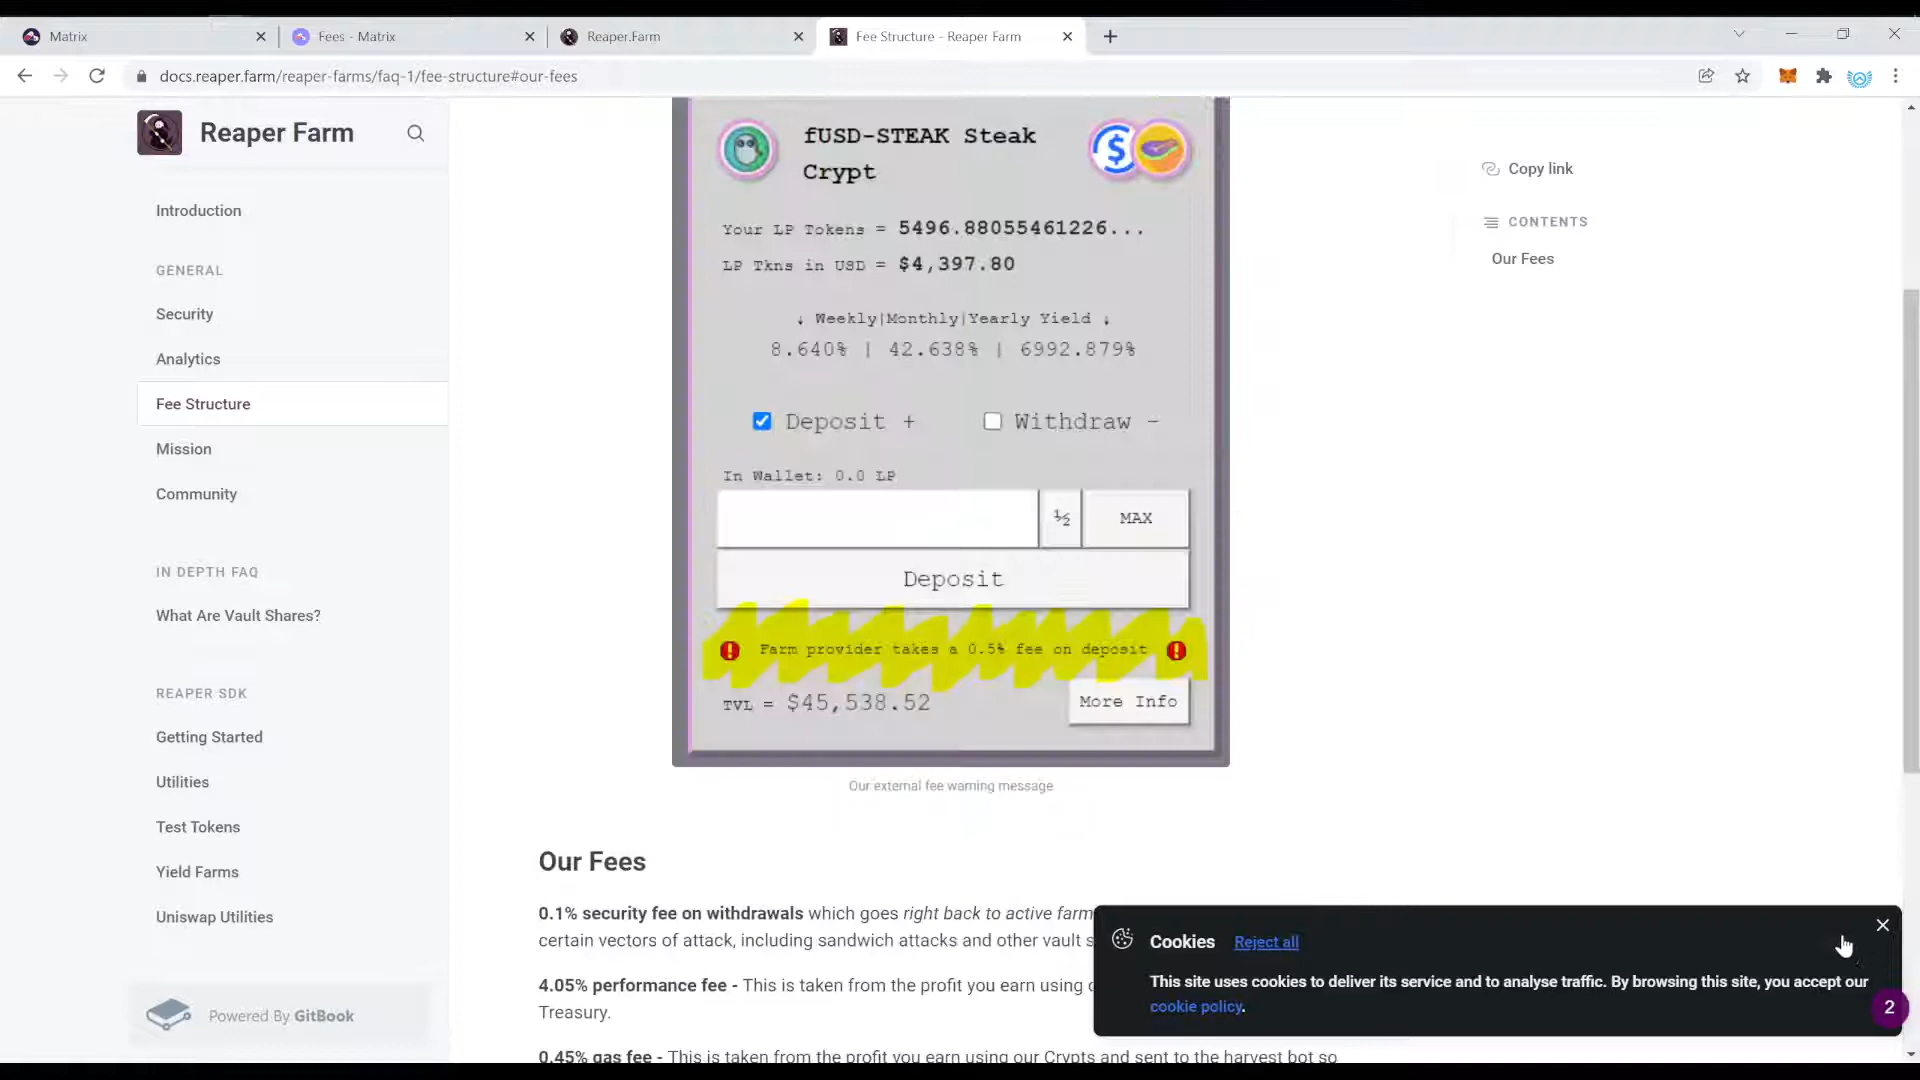 Matrix
Fees - Matrix
Reaper.Farm
Fee Structure - Reaper Farm
docs.reaper.farm/reaper-farms/faq-1/fee-structure#our-fees
Reaper Farm
Introduction
GENERAL
Security
Analytics
Fee Structure
Mission
Community
IN DEPTH FAQ
What Are Vault Shares?
REAPER SDK
Getting Started
Utilities
Test Tokens
Yield Farms
Uniswap Utilities
Powered By GitBook
fUSD-STEAK Steak
Crypt
Your LP Tokens = 5496.88055461226...
LP Tkns in USD = $4,397.80
↓ Weekly|Monthly|Yearly Yield ↓
8.640% | 42.638% | 6992.879%
Deposit + Withdraw -
In Wallet: 0.0 LP
½ MAX
Deposit
Farm provider takes a 0.5% fee on deposit
TVL = $45,538.52 More Info
Our external fee warning message
Our Fees
0.1% security fee on withdrawals which goes right back to active farm
certain vectors of attack, including sandwich attacks and other vault s
4.05% performance fee - This is taken from the profit you earn using
Treasury.
0.45% gas fee - This is taken from the profit you earn using our Crypts and sent to the harvest bot so
Copy link
CONTENTS
Our Fees
Cookies Reject all
This site uses cookies to deliver its service and to analyse traffic. By browsing this site, you accept our
cookie policy.
2